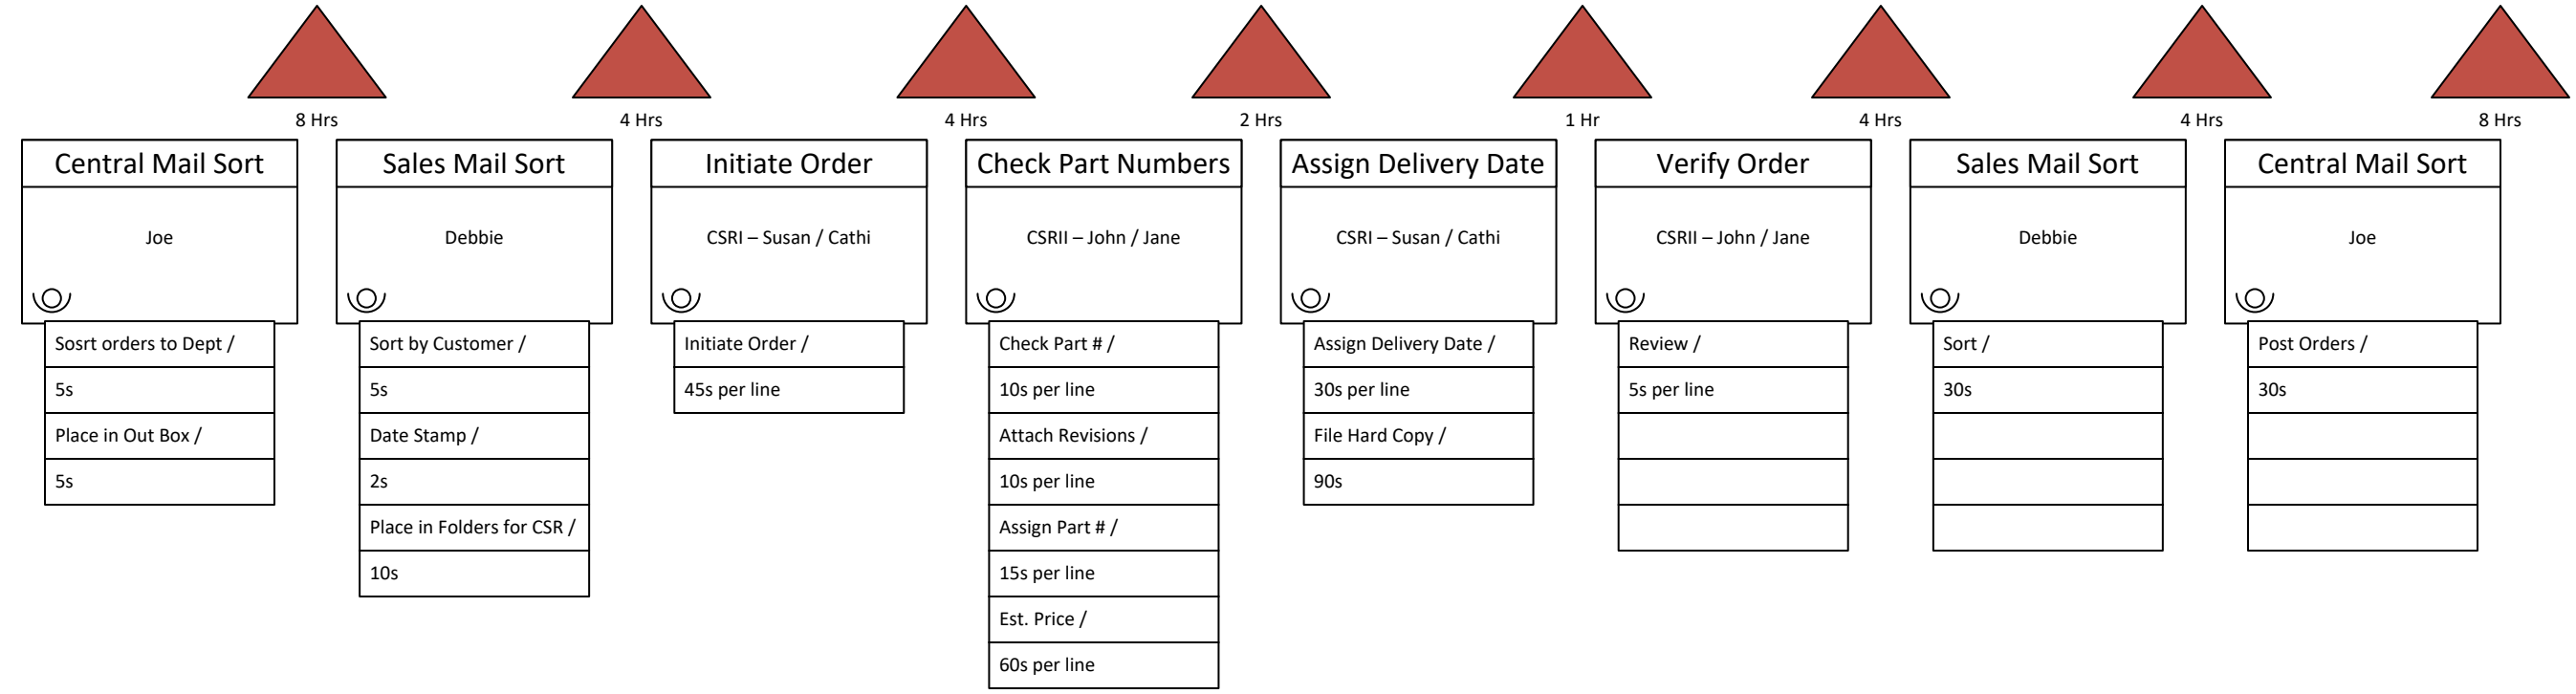 8 Hrs
4 Hrs
4 Hrs
2 Hrs
1 Hr
4 Hrs
4 Hrs
8 Hrs
Central Mail Sort
Joe
Sosrt orders to Dept /
5s
Place in Out Box /
5s
Sales Mail Sort
Debbie
Sort by Customer /
5s
Date Stamp /
2s
Place in Folders for CSR /
10s
Initiate Order
CSRI – Susan / Cathi
Initiate Order /
45s per line
Check Part Numbers
CSRII – John / Jane
Check Part # /
10s per line
Attach Revisions /
10s per line
Assign Part # /
15s per line
Est. Price /
60s per line
Assign Delivery Date
CSRI – Susan / Cathi
Assign Delivery Date /
30s per line
File Hard Copy /
90s
Verify Order
CSRII – John / Jane
Review /
5s per line
Sales Mail Sort
Debbie
Sort /
30s
Central Mail Sort
Joe
Post Orders /
30s